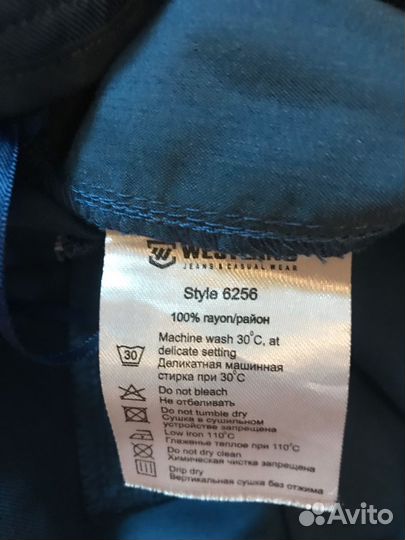 JEANS & CASUAL WEAR
Style 6256
100% rayon/район
Machine wash 30°C, at
delicate setting
30
Деликатная машинная
стирка при 30°C
Do not bleach
Не отбеливать
Do not tumble dry
Сушка в сушильном
устройстве запрещена
Low iron 110°C
Глаженье теплое при 110°C
Do not dry clean
Химическая чистка запрещена
Drip dry
Вертикальная сушка без отжима
Avito